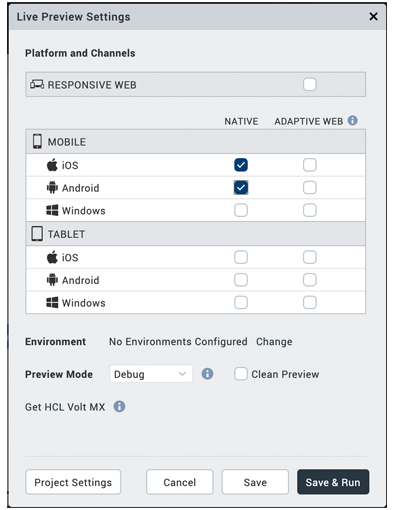 Live Preview Settings
Platform and Channels
RESPONSIVE WEB
NATIVE ADAPTIVE WEB
MOBILE
iOS
Android
Windows
TABLET
iOS
Android
Windows
Environment No Environments Configured Change
Preview Mode Debug Clean Preview
Get HCL Volt MX
Project Settings Cancel Save Save & Run